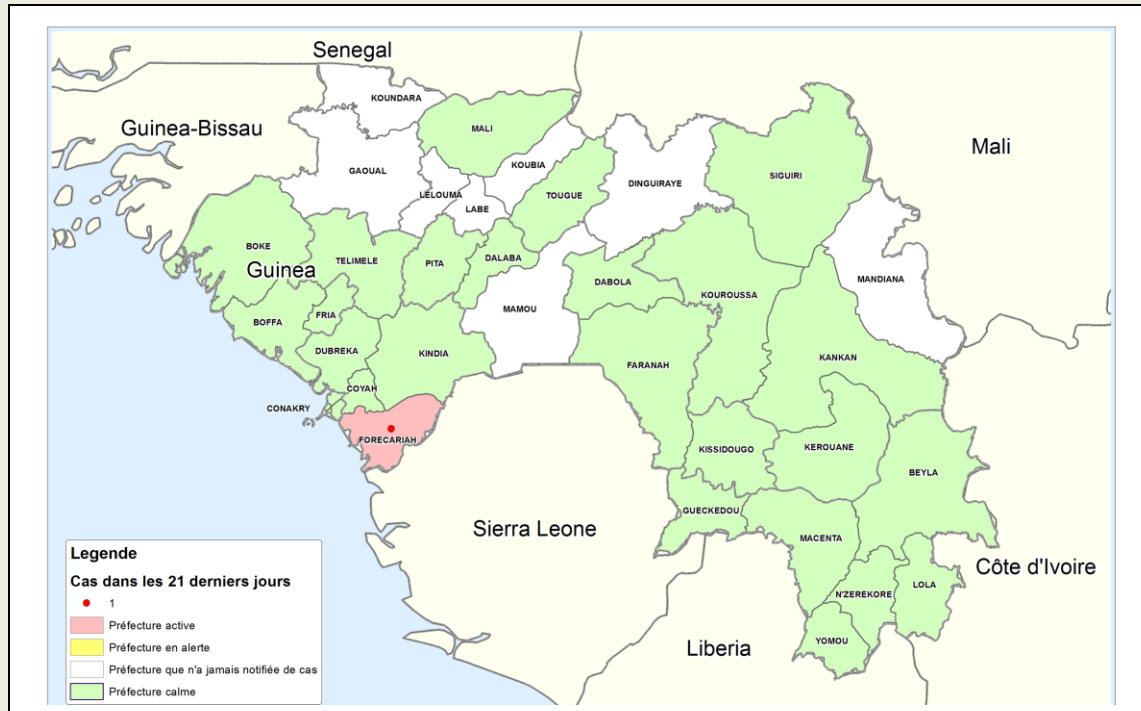 Senegal
KOUNDARA
Guinea-Bissau
MALI
Mali
KOUBIA
GAOUAL
DINGUIRAYE
SIGUIRI
LELOUMA
TOUGUE
LABE
BOKE
TELIMELE
PITA
DALABA
Guinea
DABOLA
MANDIANA
KOUROUSSA
MAMOU
FRIA
BOFFA
DUBREKA
KINDIA
KANKAN
FARANAH
COYAH
CONAKRY
FORECARIAH
KISSIDOUGO
KEROUANE
BEYLA
GUECKEDOU
Sierra Leone
MACENTA
Côte d'Ivoire
LOLA
N'ZEREKORE
YOMOU
Liberia
Legende
Cas dans les 21 derniers jours
1
Préfecture active
Préfecture en alerte
Préfecture que n'a jamais notifiée de cas
Préfecture calme